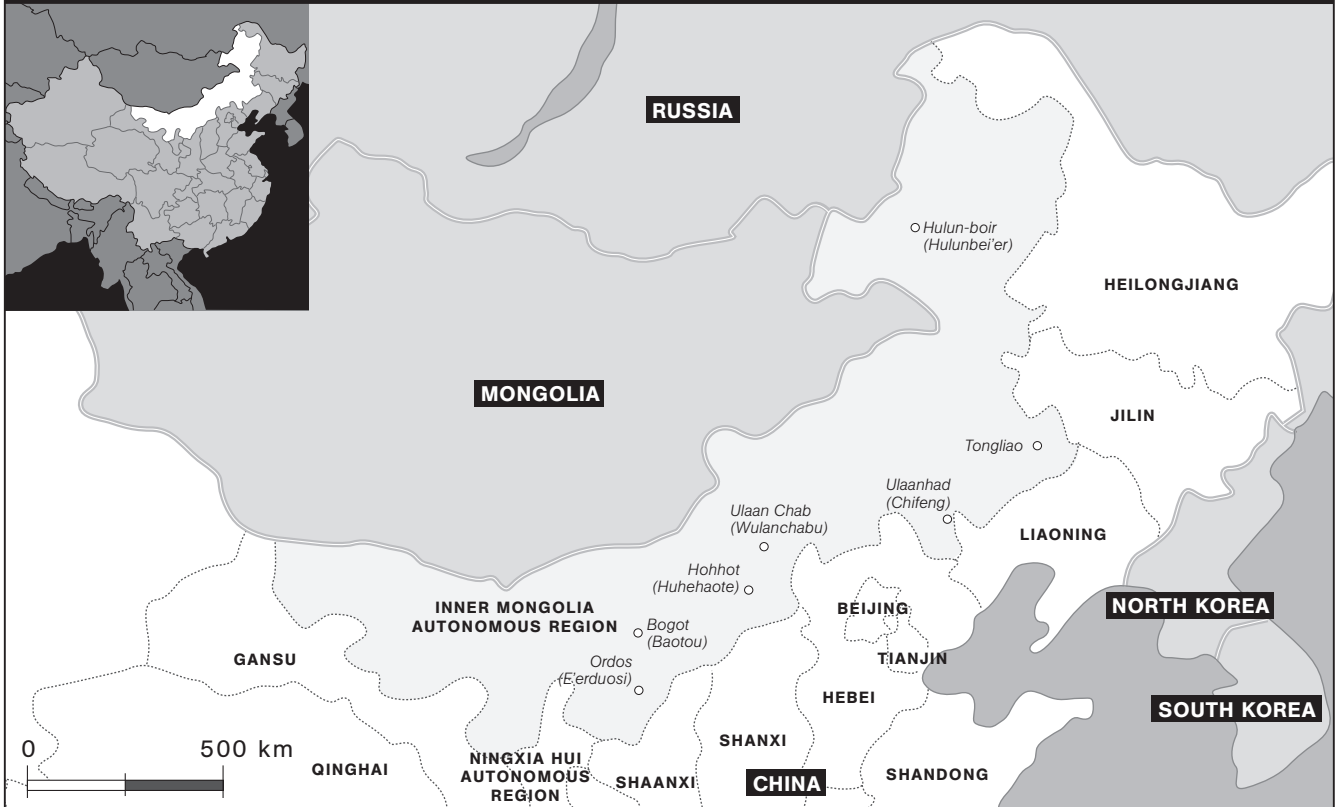 RUSSIA
Hulun-boir
(Hulunbei'er)
HEILONGJIANG
MONGOLIA
JILIN
Tongliao
Ulaanhad
(Chifeng)
Ulaan Chab
(Wulanchabu)
LIAONING
Hohhot
(Huhehaote)
INNER MONGOLIA
AUTONOMOUS REGION
BEIJING
NORTH KOREA
Bogot
(Baotou)
GANSU
TIANJIN
Ordos
(E'erduosi)
HEBEI
SOUTH KOREA
SHANXI
0 500 km
QINGHAI
NINGXIA HUI
AUTONOMOUS
REGION
SHAANXI
CHINA
SHANDONG